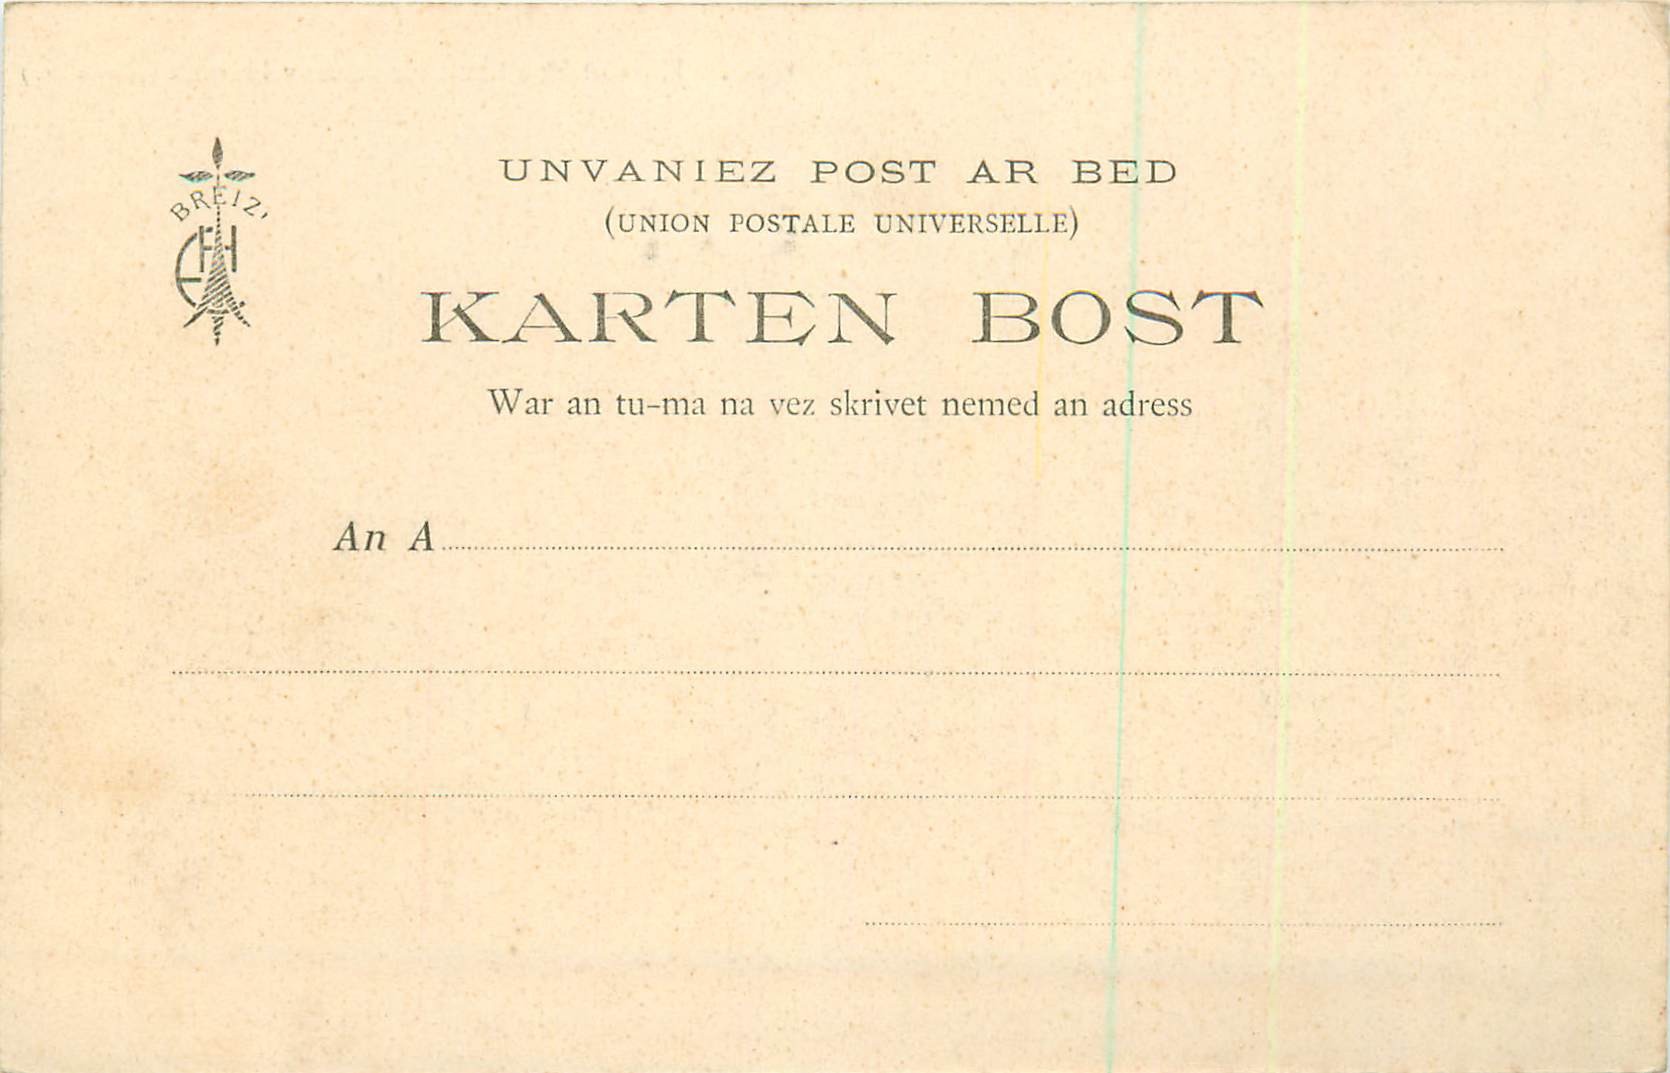 BREIZ'
UNVANIEZ POST AR BED
(UNION POSTALE UNIVERSELLE)
KARTEN BOST
War an tu-ma na vez skrivet nemed an adress
An A